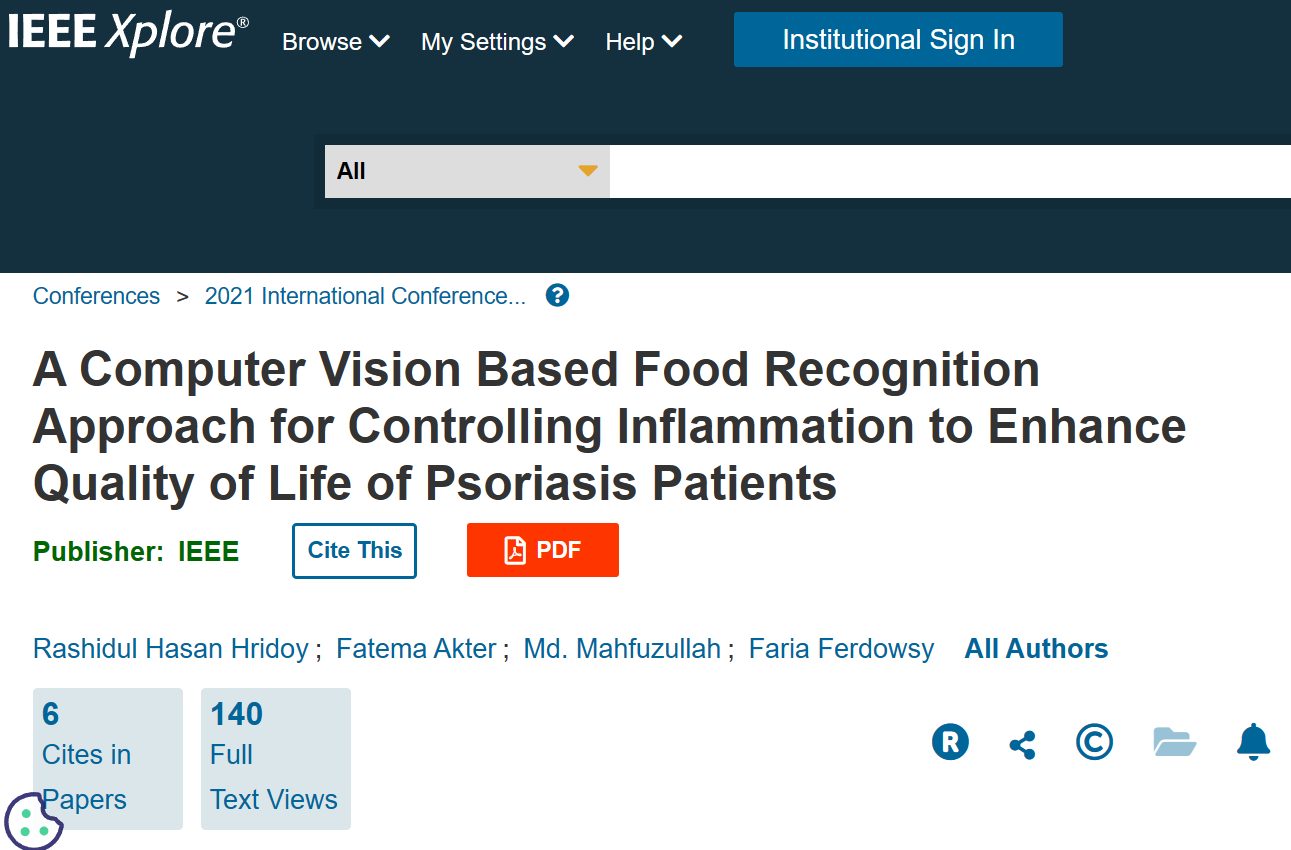 IEEE Xplore®
Browse My Settings Help Institutional Sign In
All
Conferences > 2021 International Conference... ?
A Computer Vision Based Food Recognition
Approach for Controlling Inflammation to Enhance
Quality of Life of Psoriasis Patients
Publisher: IEEE Cite This PDF
Rashidul Hasan Hridoy ; Fatema Akter ; Md. Mahfuzullah ; Faria Ferdowsy All Authors
6
Cites in
Papers
140
Full
Text Views
R ©